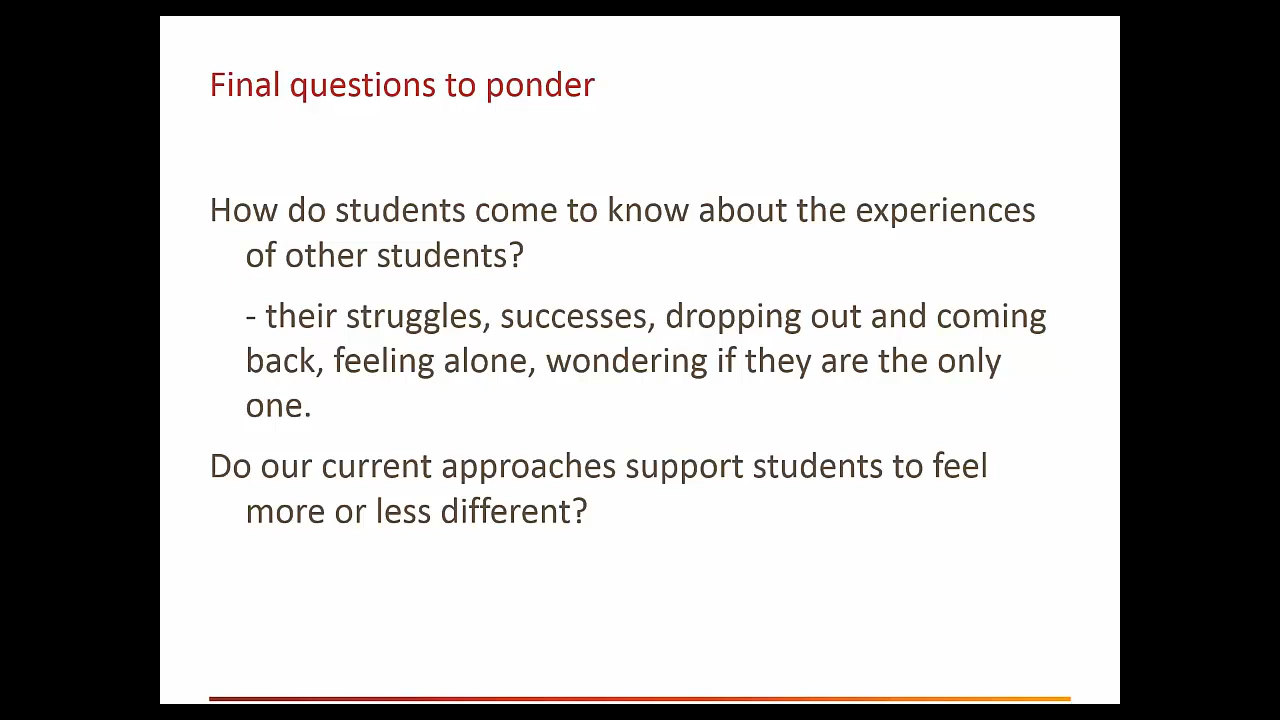 Final questions to ponder
How do students come to know about the experiences
of other students?
- their struggles, successes, dropping out and coming
back, feeling alone, wondering if they are the only
one.
Do our current approaches support students to feel
more or less different?